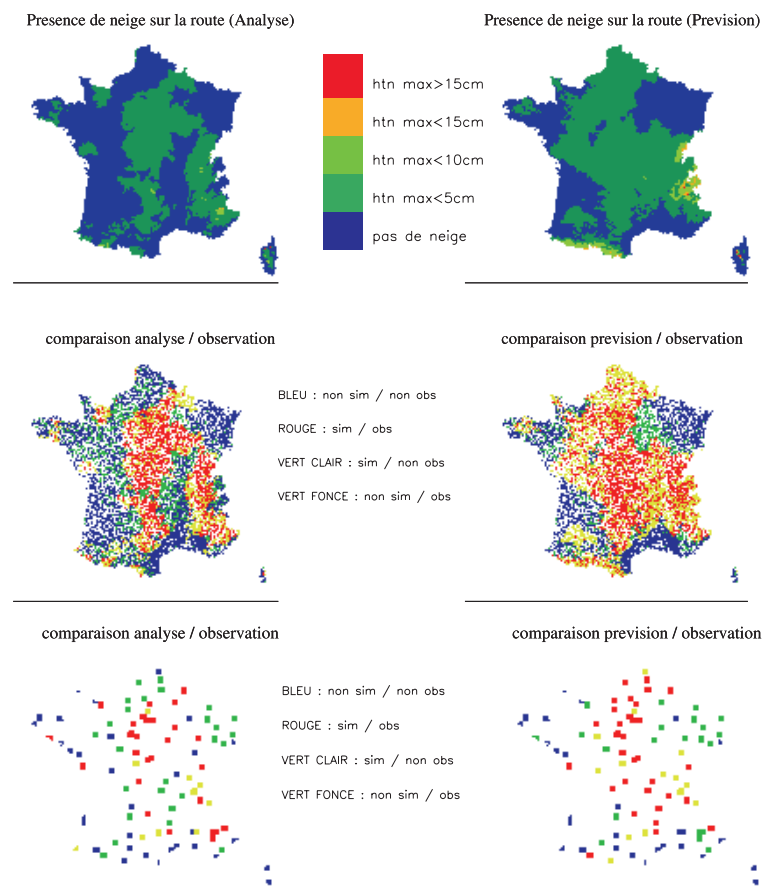 Presence de neige sur la route (Analyse)
Presence de neige sur la route (Prevision)
htn max>15cm
htn max<15cm
htn max<10cm
htn max<5cm
pas de neige
comparaison analyse / observation
comparaison prevision / observation
BLEU : non sim / non obs
ROUGE : sim / obs
VERT CLAIR : sim / non obs
VERT FONCE : non sim / obs
comparaison analyse / observation
comparaison prevision / observation
BLEU : non sim / non obs
ROUGE : sim / obs
VERT CLAIR : sim / non obs
VERT FONCE : non sim / obs